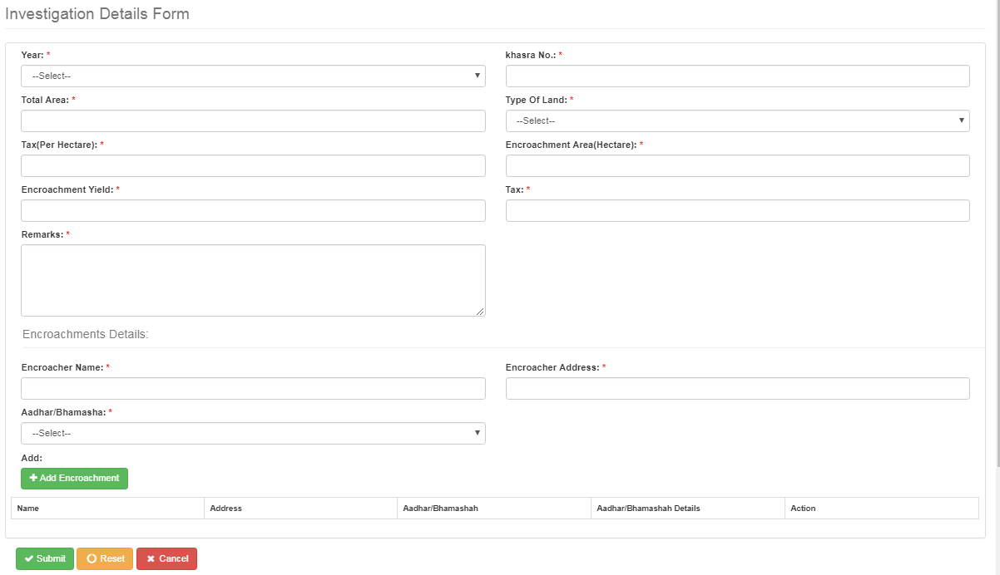 Investigation Details Form
Year: * khasra No.: *
--Select--
Total Area: * Type Of Land: *
--Select--
Tax(Per Hectare): * Encroachment Area(Hectare): *
Encroachment Yield: * Tax: *
Remarks: *
Encroachments Details:
Encroacher Name: * Encroacher Address: *
Aadhar/Bhamasha: *
--Select--
Add:
Add Encroachment
Name Address Aadhar/Bhamashah Aadhar/Bhamashah Details Action
Submit Reset Cancel